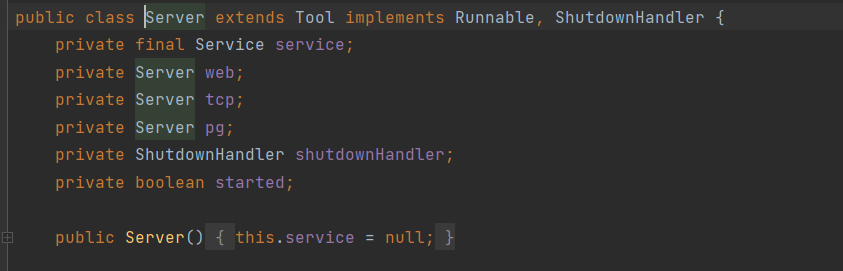 public class Server extends Tool implements Runnable, ShutdownHandler {
    private final Service service;
    private Server web;
    private Server tcp;
    private Server pg;
    private ShutdownHandler shutdownHandler;
    private boolean started;
    public Server() { this.service = null; }